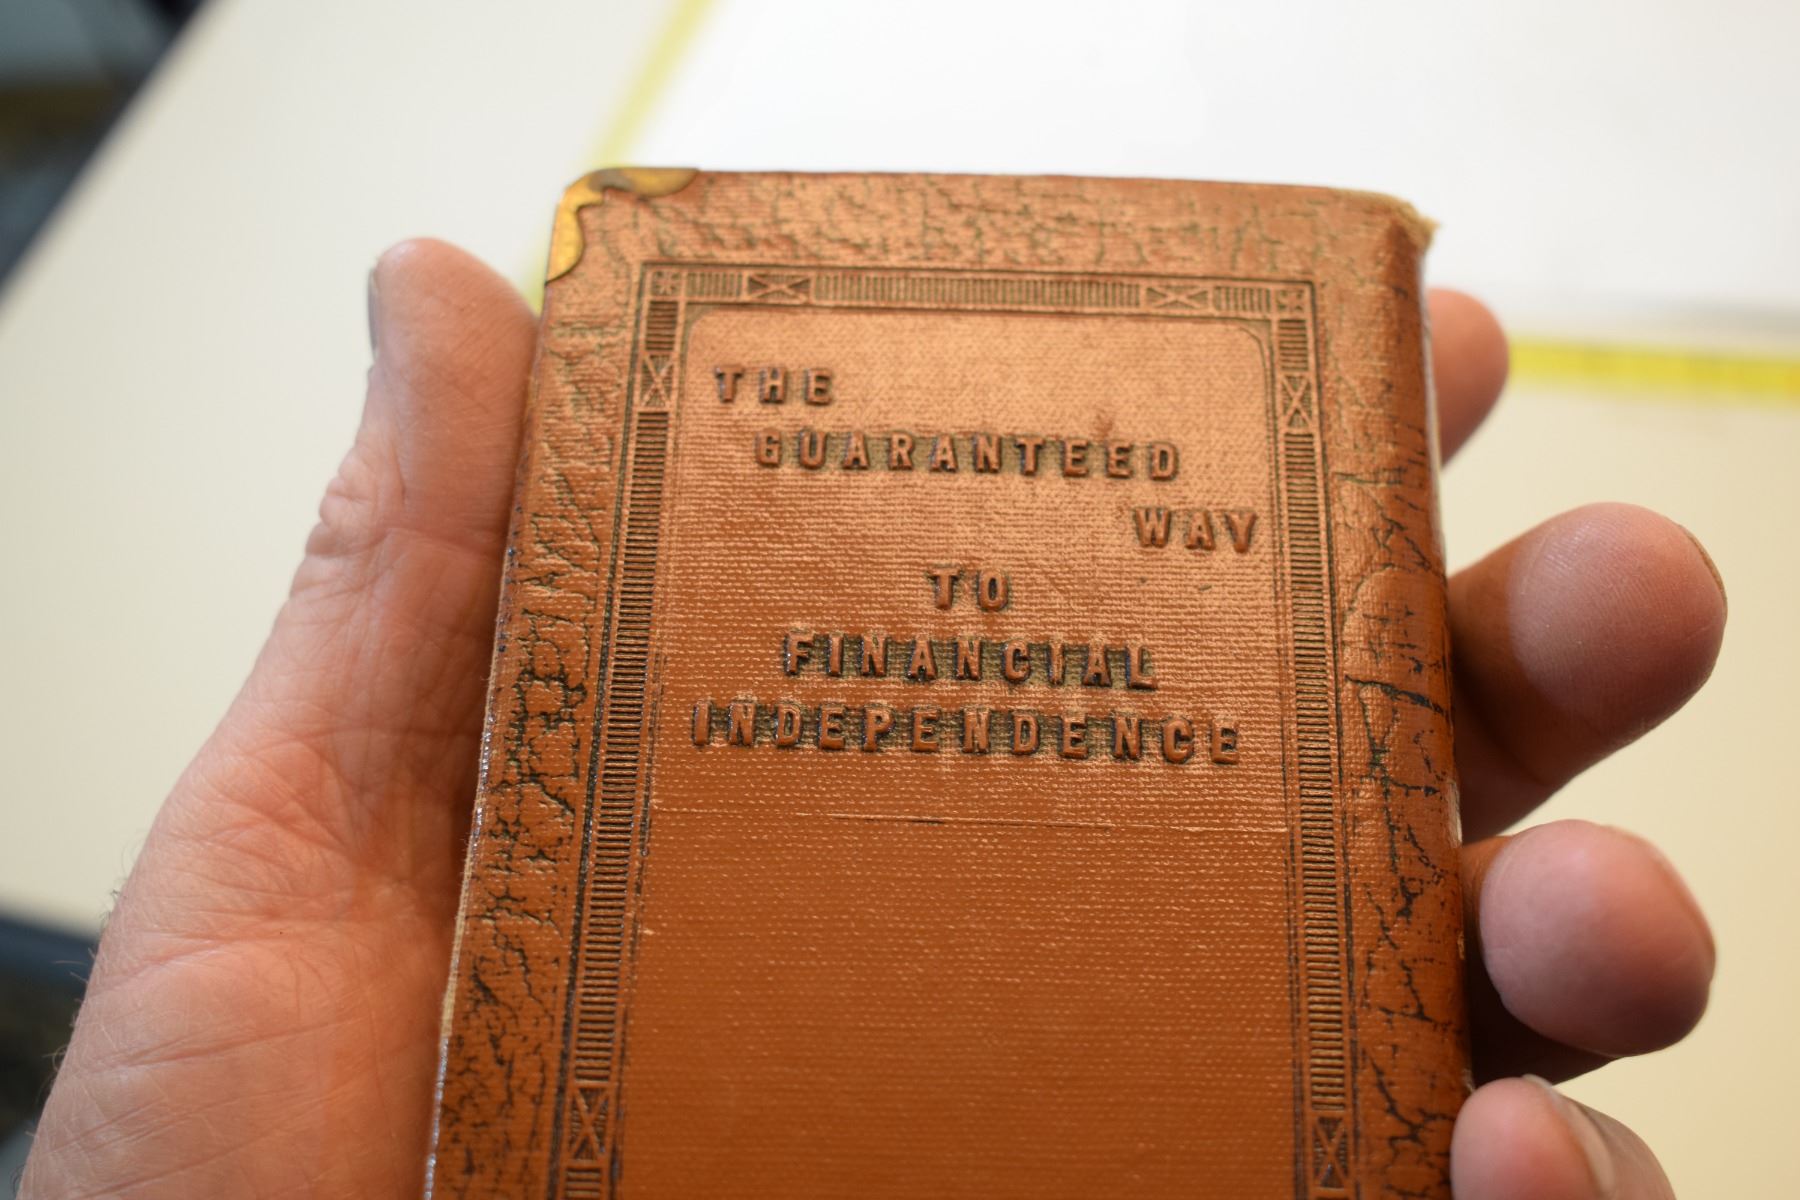 THE
GUARANTEED
WAY
TO
FINANCIAL
INDEPENDENCE